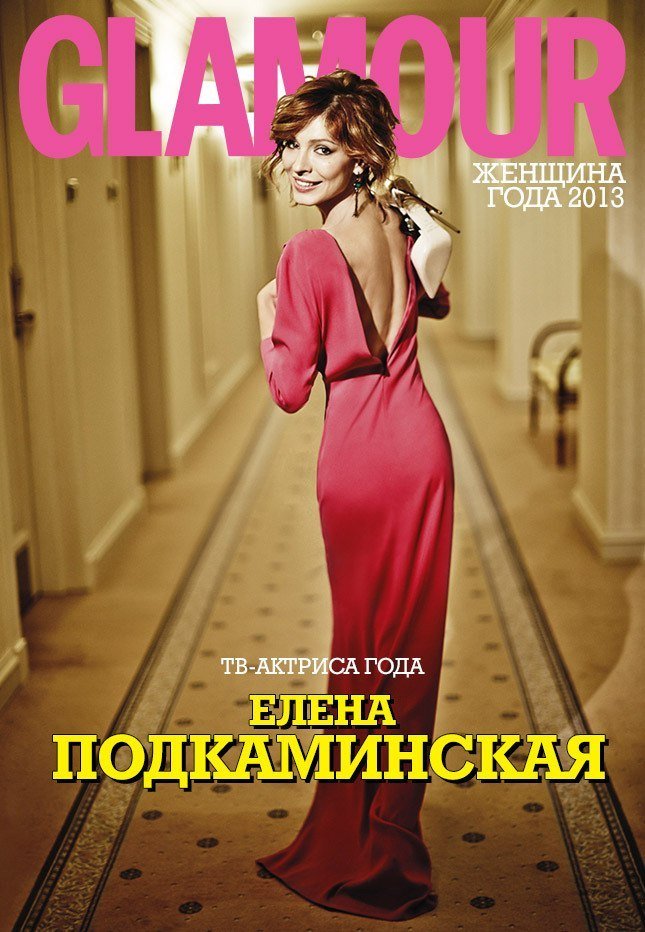 GLAMOUR
ЖЕНЩИНА
ГОДА 2013
ТВ-АКТРИСА ГОДА
ЕЛЕНА
ПОДКАМИНСКАЯ